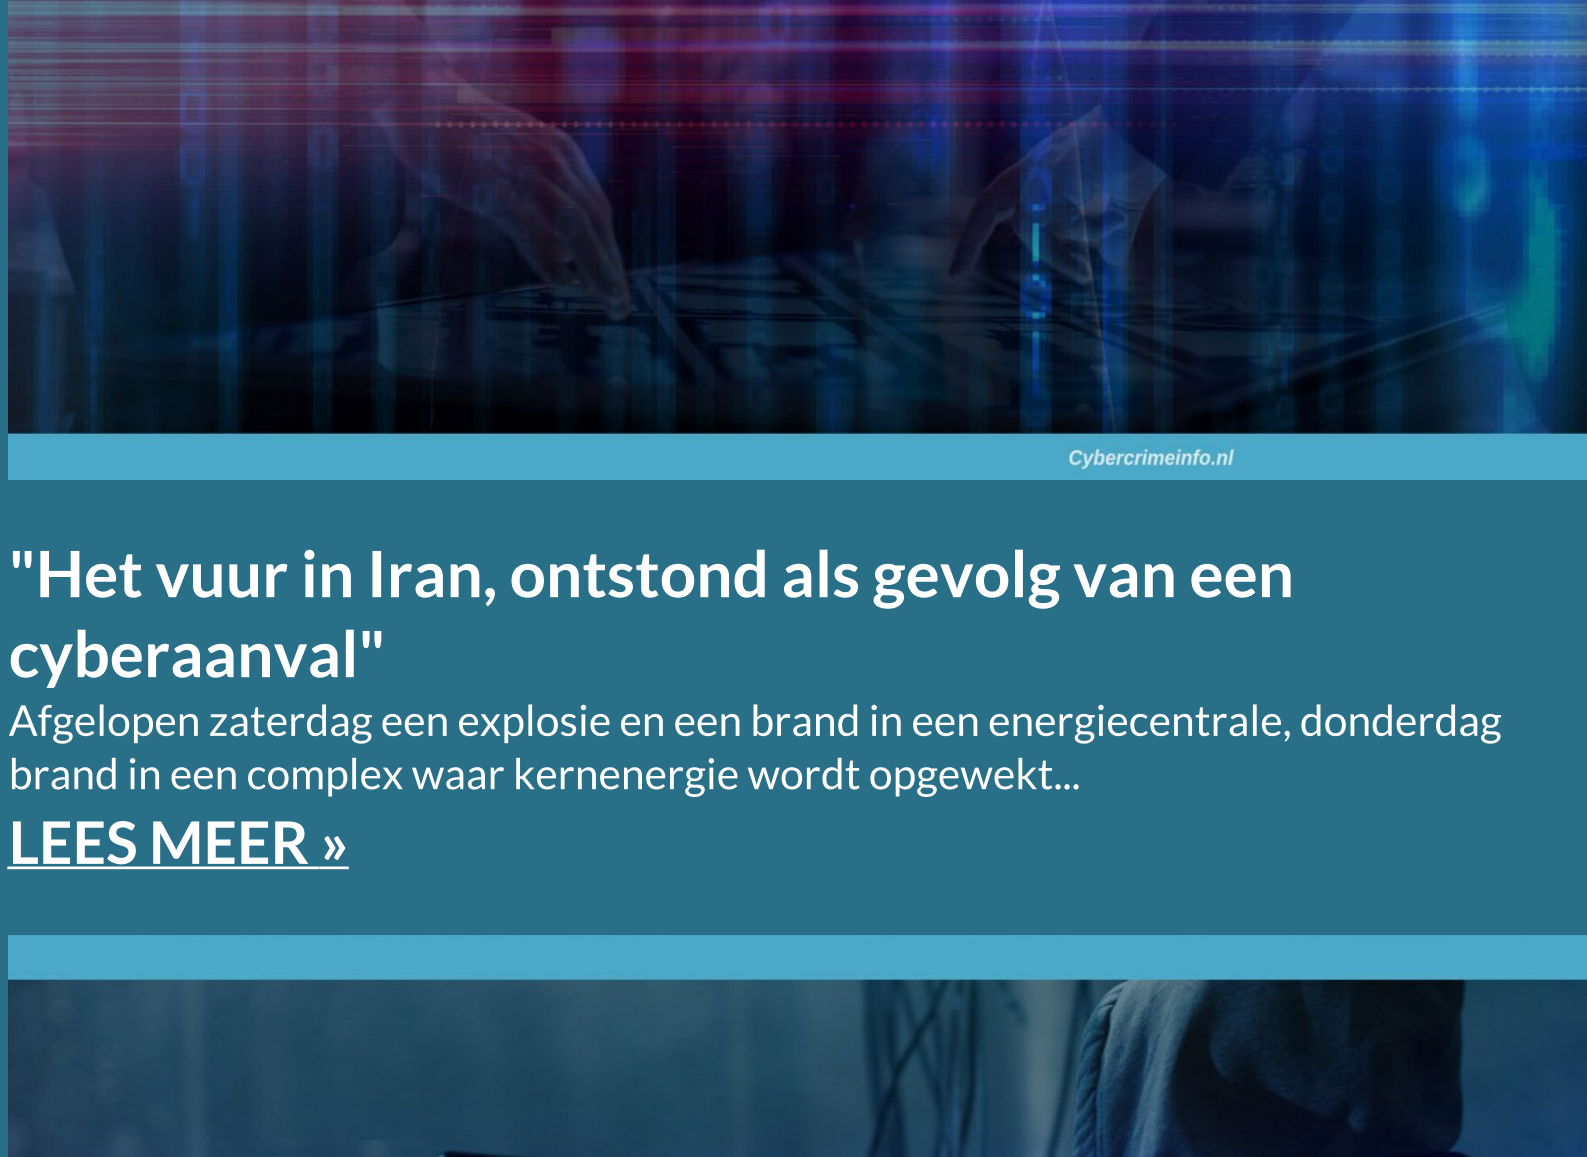 Cybercrimeinfo.nl
"Het vuur in Iran, ontstond als gevolg van een
cyberaanval"
Afgelopen zaterdag een explosie en een brand in een energiecentrale, donderdag
brand in een complex waar kernenergie wordt opgewekt...
LEES MEER »